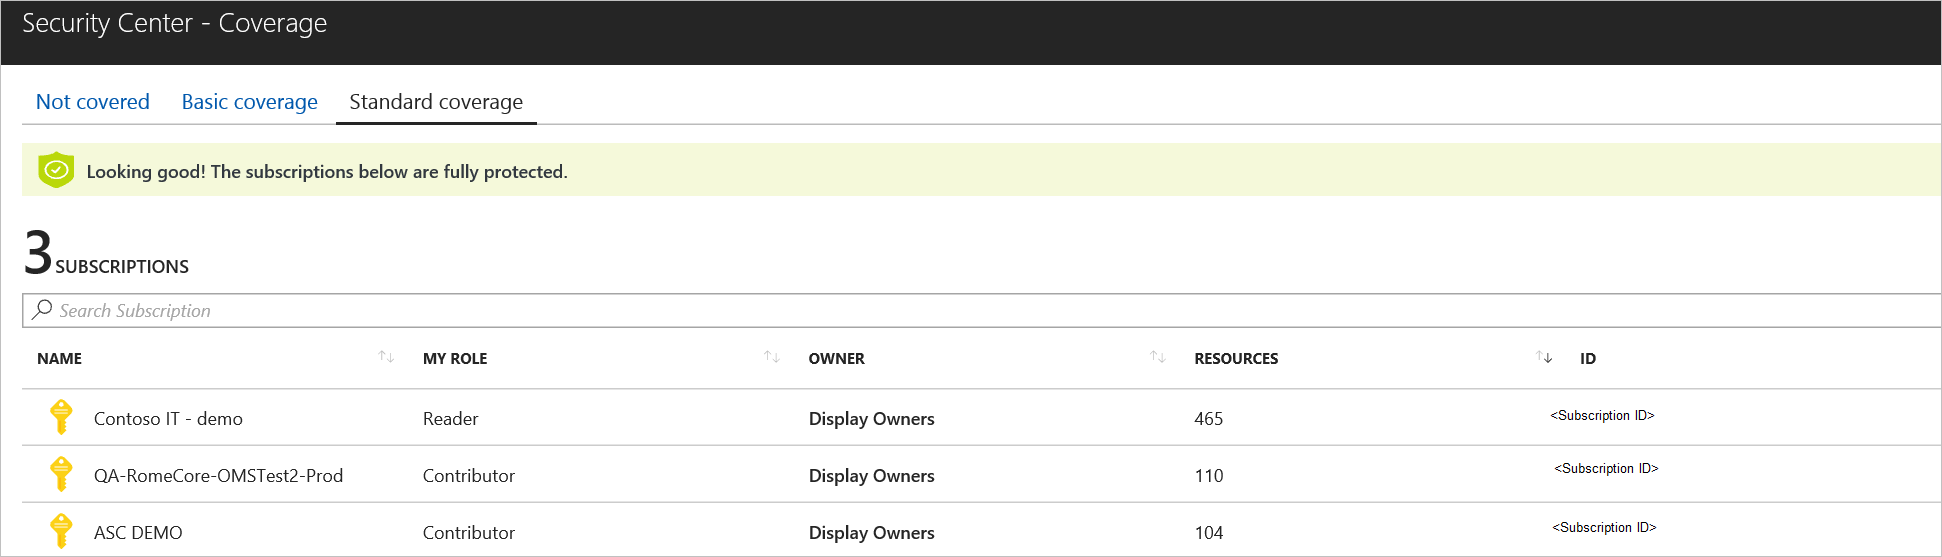 Security Center - Coverage
Not covered Basic coverage Standard coverage
Looking good! The subscriptions below are fully protected.
3 SUBSCRIPTIONS
Search Subscription
NAME MY ROLE OWNER RESOURCES ID
Contoso IT - demo Reader Display Owners 465 <Subscription ID>
QA-RomeCore-OMSTest2-Prod Contributor Display Owners 110 <Subscription ID>
ASC DEMO Contributor Display Owners 104 <Subscription ID>